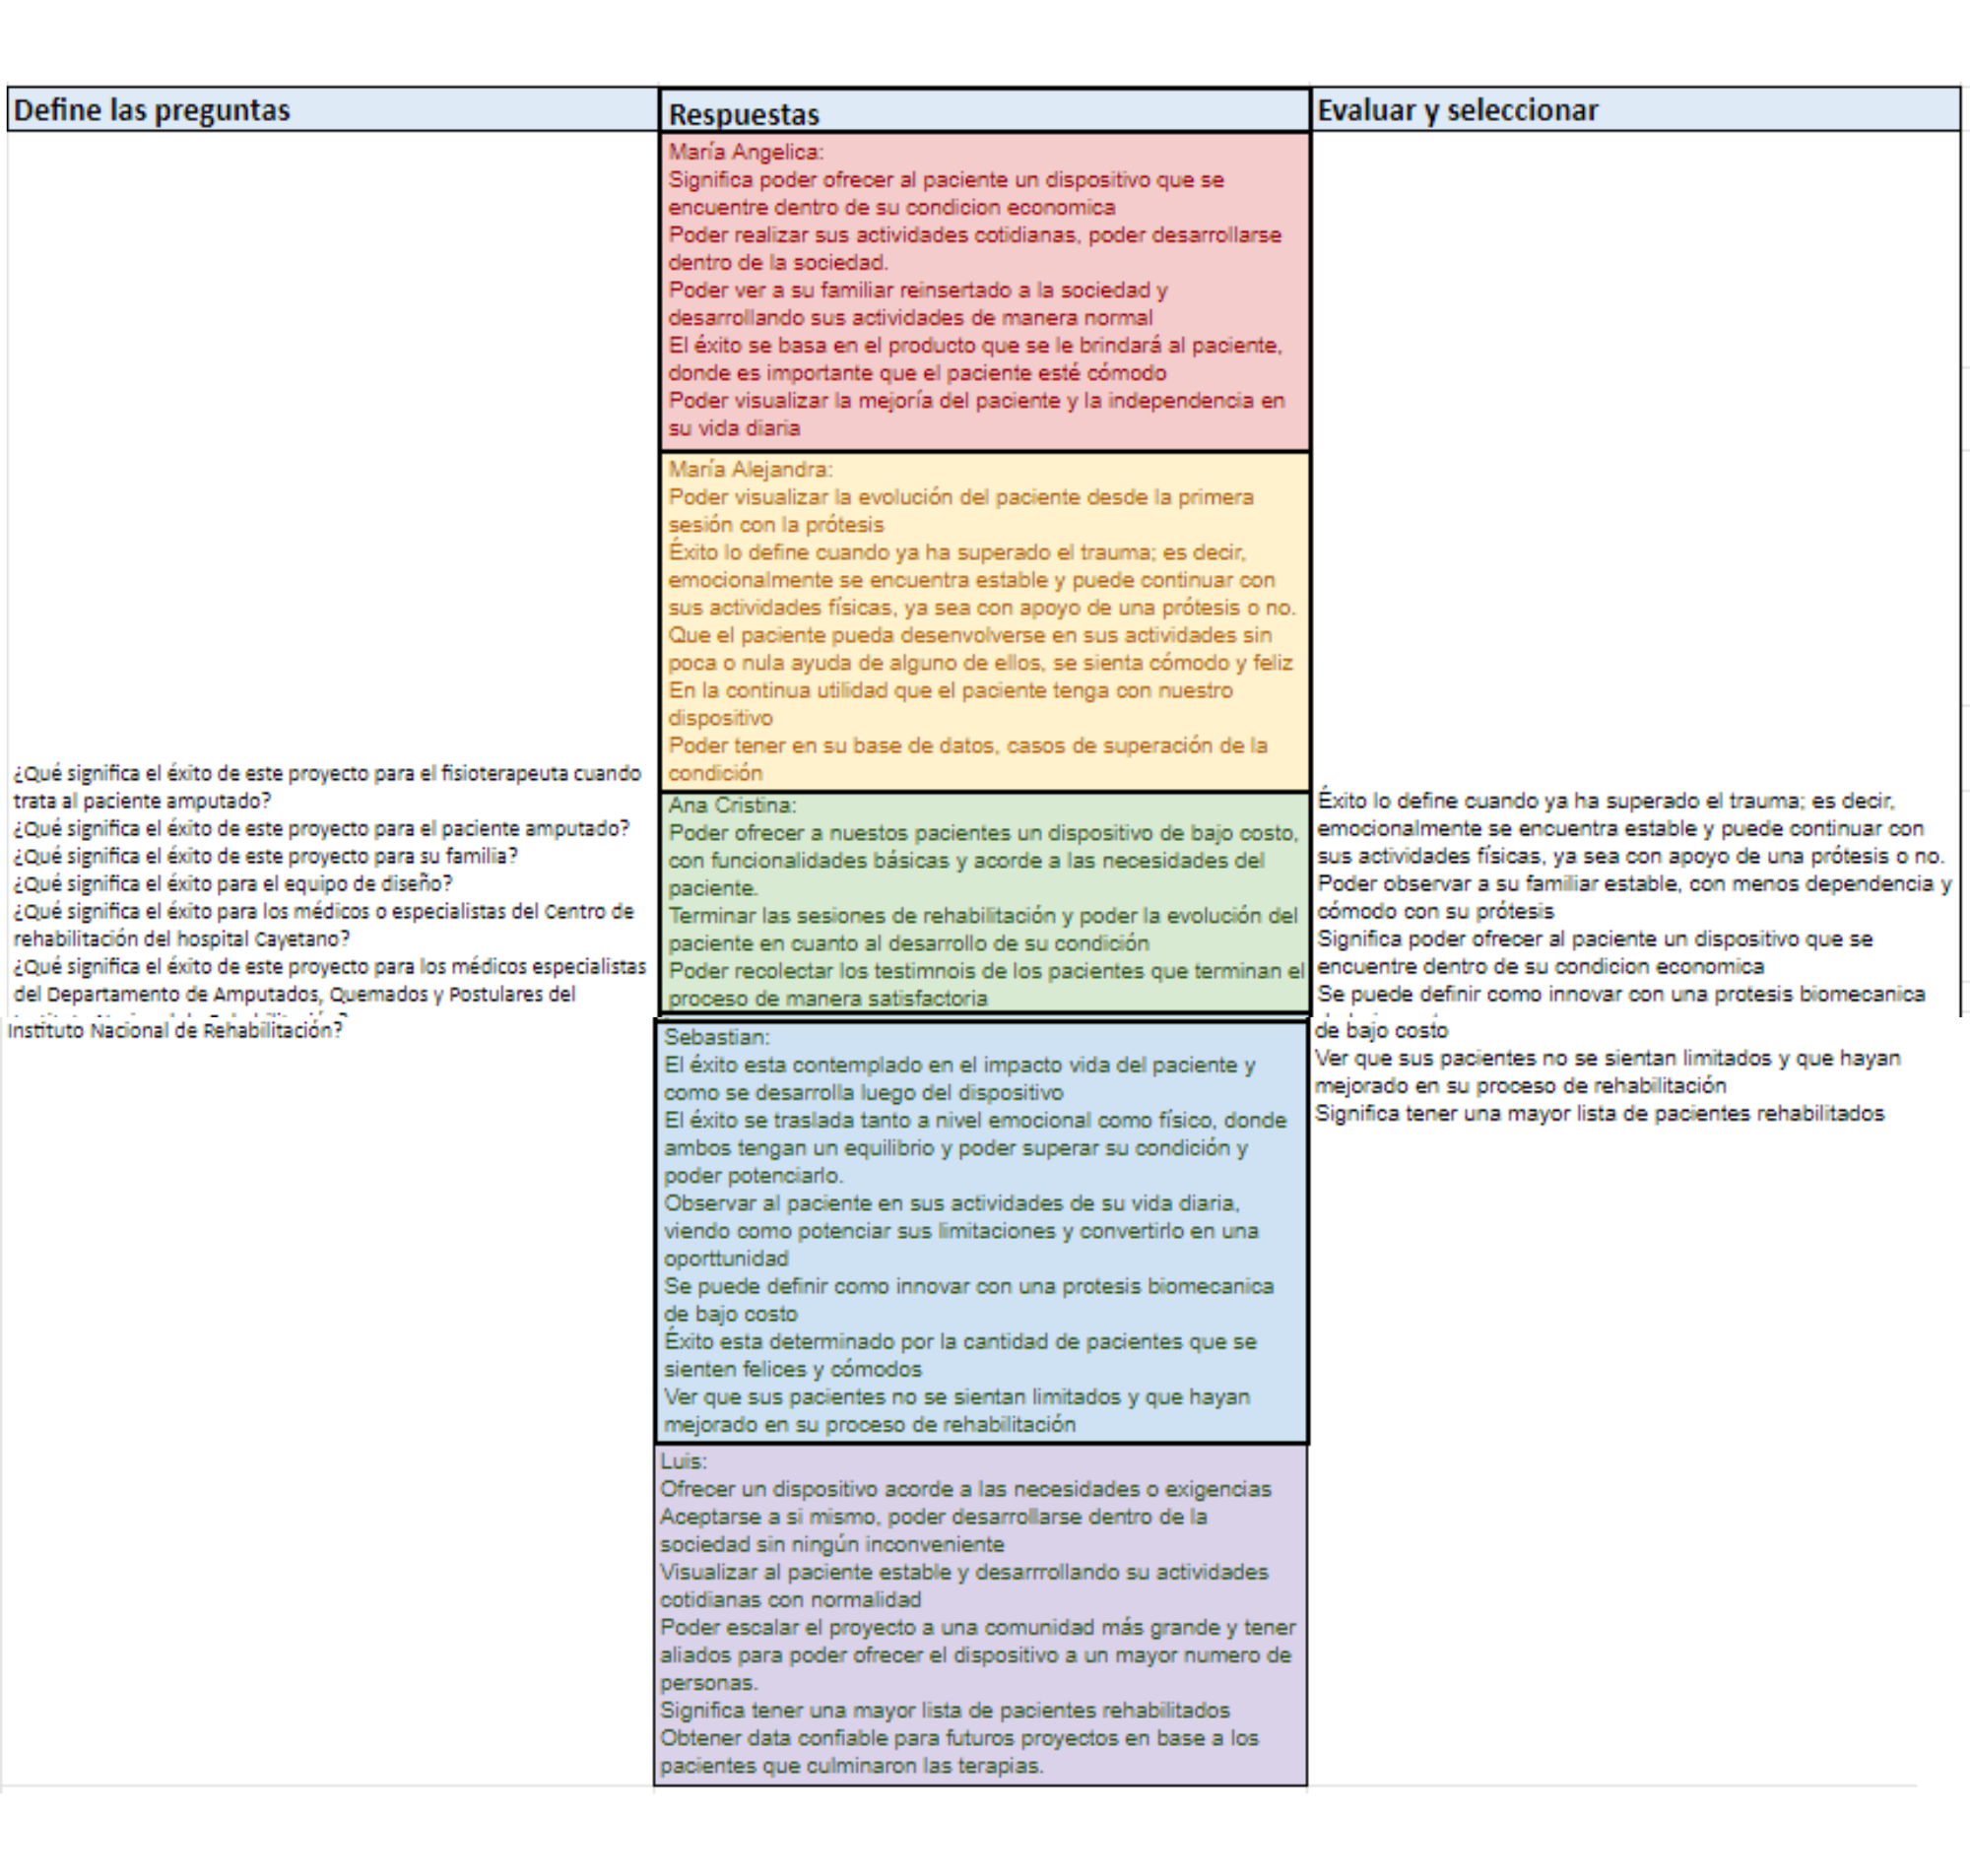 Define las preguntas
Respuestas
Evaluar y seleccionar
¿Qué significa el éxito de este proyecto para el fisioterapeuta cuando
trata al paciente amputado?
¿Qué significa el éxito de este proyecto para el paciente amputado?
¿Qué significa el éxito de este proyecto para su familia?
¿Qué significa el éxito para el equipo de diseño?
¿Qué significa el éxito para los médicos o especialistas del Centro de
rehabilitación del hospital Cayetano?
¿Qué significa el éxito de este proyecto para los médicos especialistas
del Departamento de Amputados, Quemados y Postulares del
Instituto Nacional de Rehabilitación?
María Angelica:
Significa poder ofrecer al paciente un dispositivo que se
encuentre dentro de su condicion economica
Poder realizar sus actividades cotidianas, poder desarrollarse
dentro de la sociedad.
Poder ver a su familiar reinsertado a la sociedad y
desarrollando sus actividades de manera normal
El éxito se basa en el producto que se le brindará al paciente,
donde es importante que el paciente esté cómodo
Poder visualizar la mejoría del paciente y la independencia en
su vida diaria
María Alejandra:
Poder visualizar la evolución del paciente desde la primera
sesión con la prótesis
Éxito lo define cuando ya ha superado el trauma; es decir,
emocionalmente se encuentra estable y puede continuar con
sus actividades físicas, ya sea con apoyo de una prótesis o no.
Que el paciente pueda desenvolverse en sus actividades sin
poca o nula ayuda de alguno de ellos, se sienta cómodo y feliz
En la continua utilidad que el paciente tenga con nuestro
dispositivo
Poder tener en su base de datos, casos de superación de la
condición
Ana Cristina:
Poder ofrecer a nuestos pacientes un dispositivo de bajo costo,
con funcionalidades básicas y acorde a las necesidades del
paciente.
Terminar las sesiones de rehabilitación y poder la evolución del
paciente en cuanto al desarrollo de su condición
Poder recolectar los testimnois de los pacientes que terminan el
proceso de manera satisfactoria
Sebastian:
El éxito esta contemplado en el impacto vida del paciente y
como se desarrolla luego del dispositivo
El éxito se traslada tanto a nivel emocional como físico, donde
ambos tengan un equilibrio y poder superar su condición y
poder potenciarlo.
Observar al paciente en sus actividades de su vida diaria,
viendo como potenciar sus limitaciones y convertirlo en una
oporttunidad
Se puede definir como innovar con una protesis biomecanica
de bajo costo
Éxito esta determinado por la cantidad de pacientes que se
sienten felices y cómodos
Ver que sus pacientes no se sientan limitados y que hayan
mejorado en su proceso de rehabilitación
Luis:
Ofrecer un dispositivo acorde a las necesidades o exigencias
Aceptarse a si mismo, poder desarrollarse dentro de la
sociedad sin ningún inconveniente
Visualizar al paciente estable y desarrrollando su actividades
cotidianas con normalidad
Poder escalar el proyecto a una comunidad más grande y tener
aliados para poder ofrecer el dispositivo a un mayor numero de
personas.
Significa tener una mayor lista de pacientes rehabilitados
Obtener data confiable para futuros proyectos en base a los
pacientes que culminaron las terapias.
Éxito lo define cuando ya ha superado el trauma; es decir,
emocionalmente se encuentra estable y puede continuar con
sus actividades físicas, ya sea con apoyo de una prótesis o no.
Poder observar a su familiar estable, con menos dependencia y
cómodo con su prótesis
Significa poder ofrecer al paciente un dispositivo que se
encuentre dentro de su condicion economica
Se puede definir como innovar con una protesis biomecanica
de bajo costo
Ver que sus pacientes no se sientan limitados y que hayan
mejorado en su proceso de rehabilitación
Significa tener una mayor lista de pacientes rehabilitados